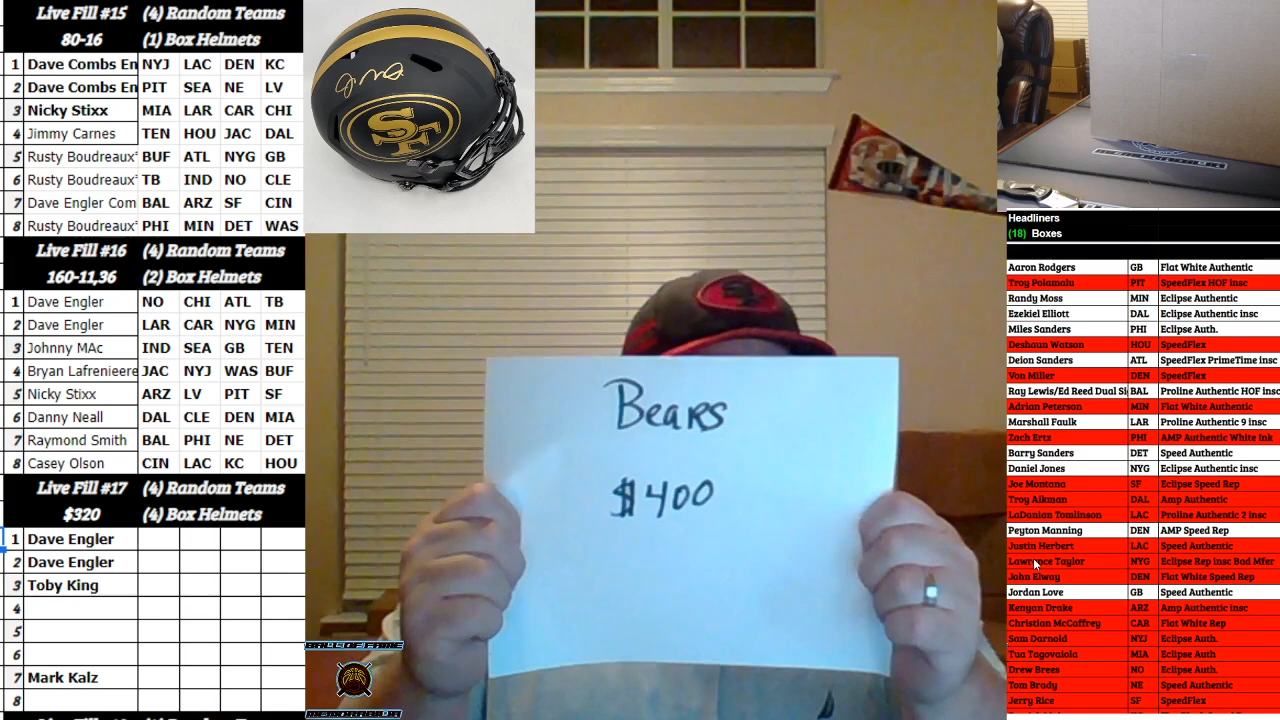 Live Fill #15 (4) Random Teams
80-16 (1) Box Helmets
1 Dave Combs En NYJ LAC DEN KC
2 Dave Combs En PIT SEA NE LV
3 Nicky Stixx MIA LAR CAR CHI
4 Jimmy Carnes TEN HOU JAC DAL
5 Rusty Boudreaux BUF ATL NYG GB
6 Rusty Boudreaux TB IND NO CLE
7 Dave Engler Com BAL ARZ SF CIN
8 Rusty Boudreaux PHI MIN DET WAS
Live Fill #16 (4) Random Teams
160-11,36 (2) Box Helmets
1 Dave Engler NO CHI ATL TB
2 Dave Engler LAR CAR NYG MIN
3 Johnny MAc IND SEA GB TEN
4 Bryan Lafreniere JAC NYJ WAS BUF
5 Nicky Stixx ARZ LV PIT SF
6 Danny Neall DAL CLE DEN MIA
7 Raymond Smith BAL PHI NE DET
8 Casey Olson CIN LAC KC HOU
Live Fill #17 (4) Random Teams
$320 (4) Box Helmets
1 Dave Engler
2 Dave Engler
3 Toby King
4
5
6
7 Mark Kalz
8
SF
Bears
$400
BALL OF FAME
MEMORABILIA
Headliners
(18) Boxes
Aaron Rodgers GB Flat White Authentic
Troy Polamalu PIT SpeedFlex HOF insc
Randy Moss MIN Eclipse Authentic
Ezekiel Elliott DAL Eclipse Authentic insc
Miles Sanders PHI Eclipse Auth.
Deshaun Watson HOU SpeedFlex
Deion Sanders ATL SpeedFlex PrimeTime insc
Von Miller DEN SpeedFlex
Ray Lewis/Ed Reed Dual Si BAL Proline Authentic HOF insc
Adrian Peterson MIN Flat White Authentic
Marshall Faulk LAR Proline Authentic 9 insc
Zach Ertz PHI AMP Authentic White Ink
Barry Sanders DET Speed Authentic
Daniel Jones NYG Eclipse Authentic insc
Joe Montana SF Eclipse Speed Rep
Troy Aikman DAL Amp Authentic
LaDanian Tomlinson LAC Proline Authentic 2 insc
Peyton Manning DEN AMP Speed Rep
Justin Herbert LAC Speed Authentic
Lawrence Taylor NYG Eclipse Rep insc Bad Mfer
John Elway DEN Flat White Speed Rep
Jordan Love GB Speed Authentic
Kenyan Drake ARZ Amp Authentic insc
Christian McCaffrey CAR Flat White Rep
Sam Darnold NYJ Eclipse Auth.
Tua Tagovaiola MIA Eclipse Auth
Drew Brees NO Eclipse Auth.
Tom Brady NE Speed Authentic
Jerry Rice SF SpeedFlex